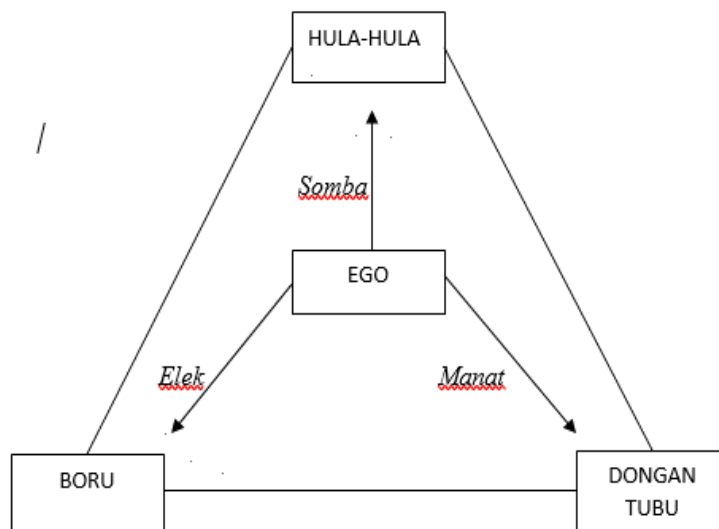 HULA-HULA
Somba
EGO
Elek
Manat
BORU
DONGAN
TUBU